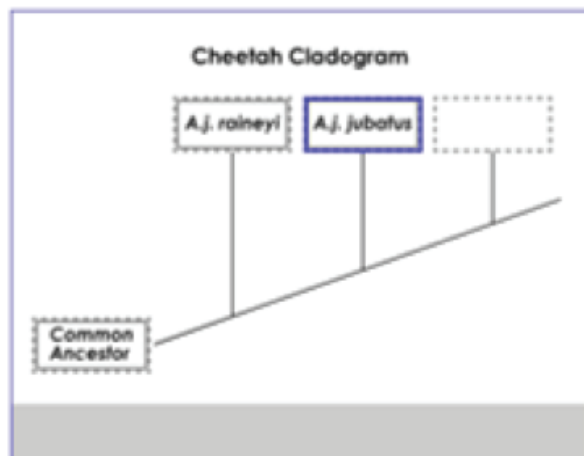 Cheetah Cladogram
A.j. raineyi
A.j. jubatus
Common
Ancestor